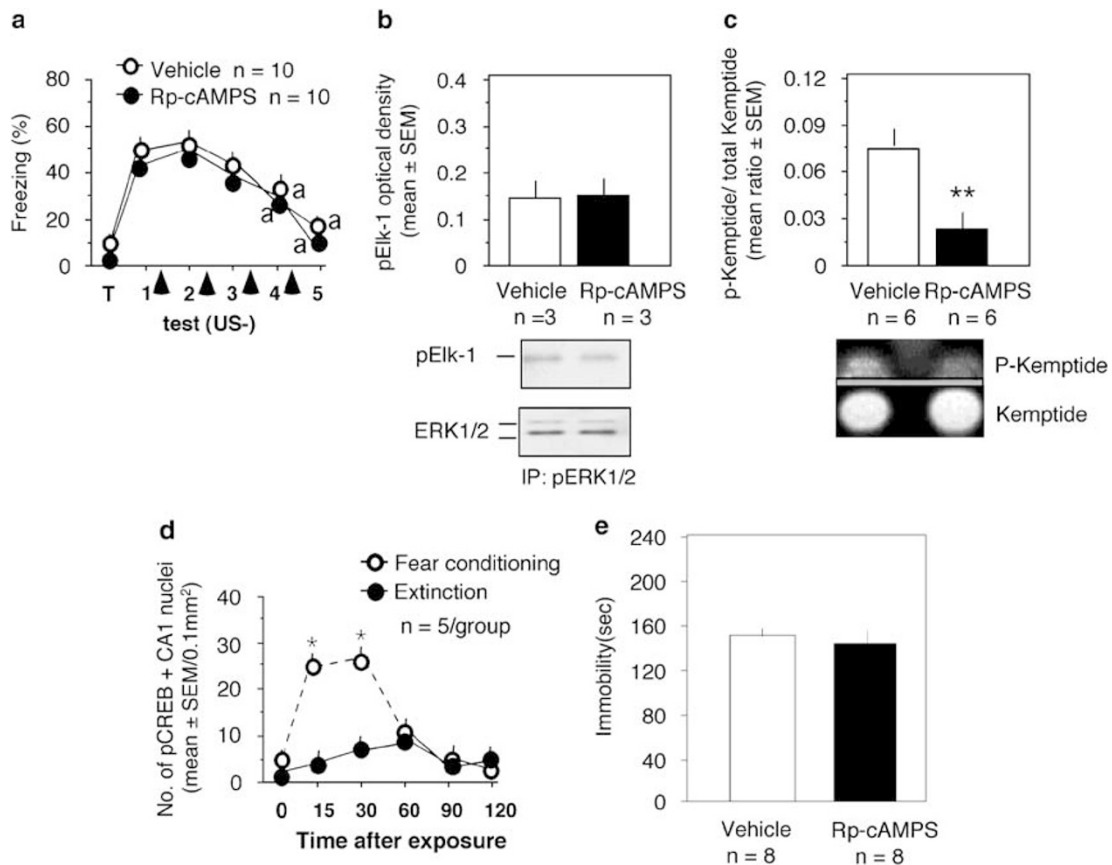 a
Vehicle n = 10
Rp-cAMPS n = 10
Freezing (%)
80
60
40
20
0
a
a
a
a
T 1 2 3 4 5
test (US-)
b
pElk-1 optical density
(mean ± SEM)
0.4
0.3
0.2
0.1
0
Vehicle Rp-cAMPS
n =3 n = 3
pElk-1
ERK1/2
IP: pERK1/2
c
p-Kemptide/ total Kemptide
(mean ratio ± SEM)
0.12
0.09
0.06
0.03
0
**
Vehicle Rp-cAMPS
n = 6 n = 6
P-Kemptide
Kemptide
d
Fear conditioning
Extinction
n = 5/group
No. of pCREB + CA1 nuclei
(mean ± SEM/0.1mm²)
40
30
20
10
0
* *
0 15 30 60 90 120
Time after exposure
e
Immobility(sec)
240
200
160
120
80
40
0
Vehicle Rp-cAMPS
n = 8 n = 8